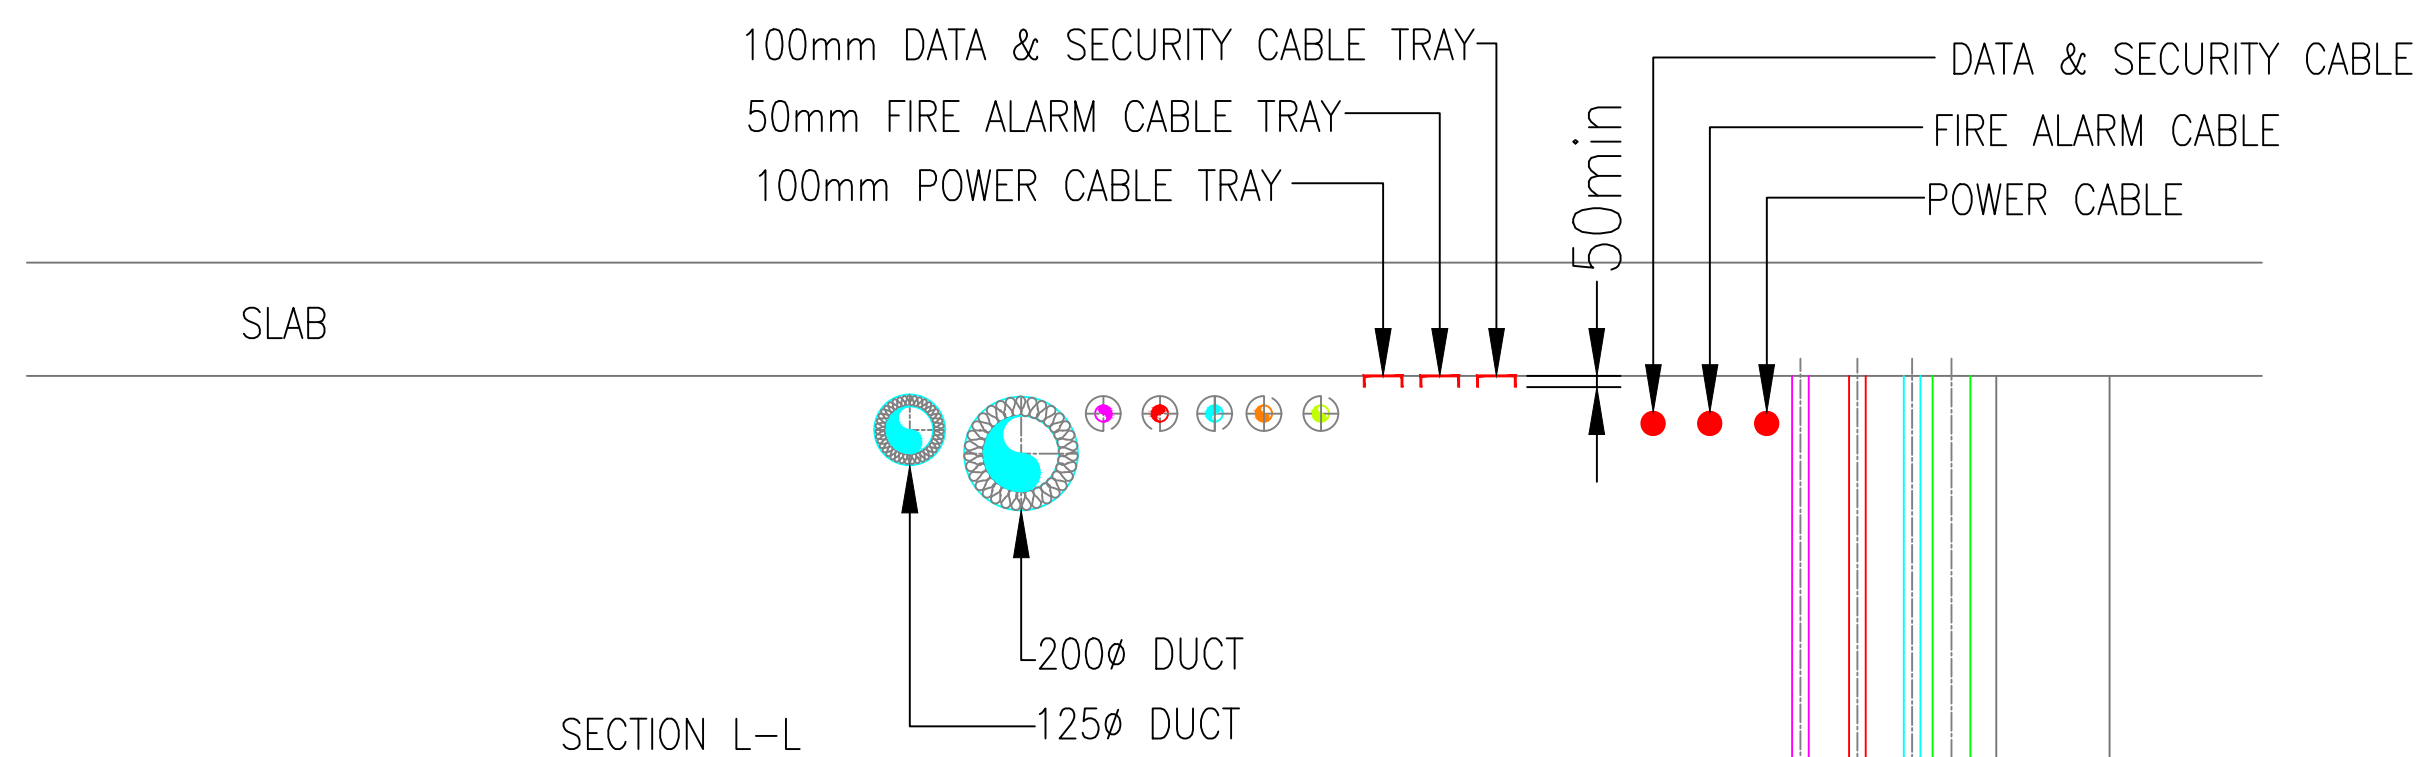 100mm DATA & SECURITY CABLE TRAY
DATA & SECURITY CABLE
50mm FIRE ALARM CABLE TRAY
FIRE ALARM CABLE
100mm POWER CABLE TRAY
POWER CABLE
50min
SLAB
200ø DUCT
125ø DUCT
SECTION L-L